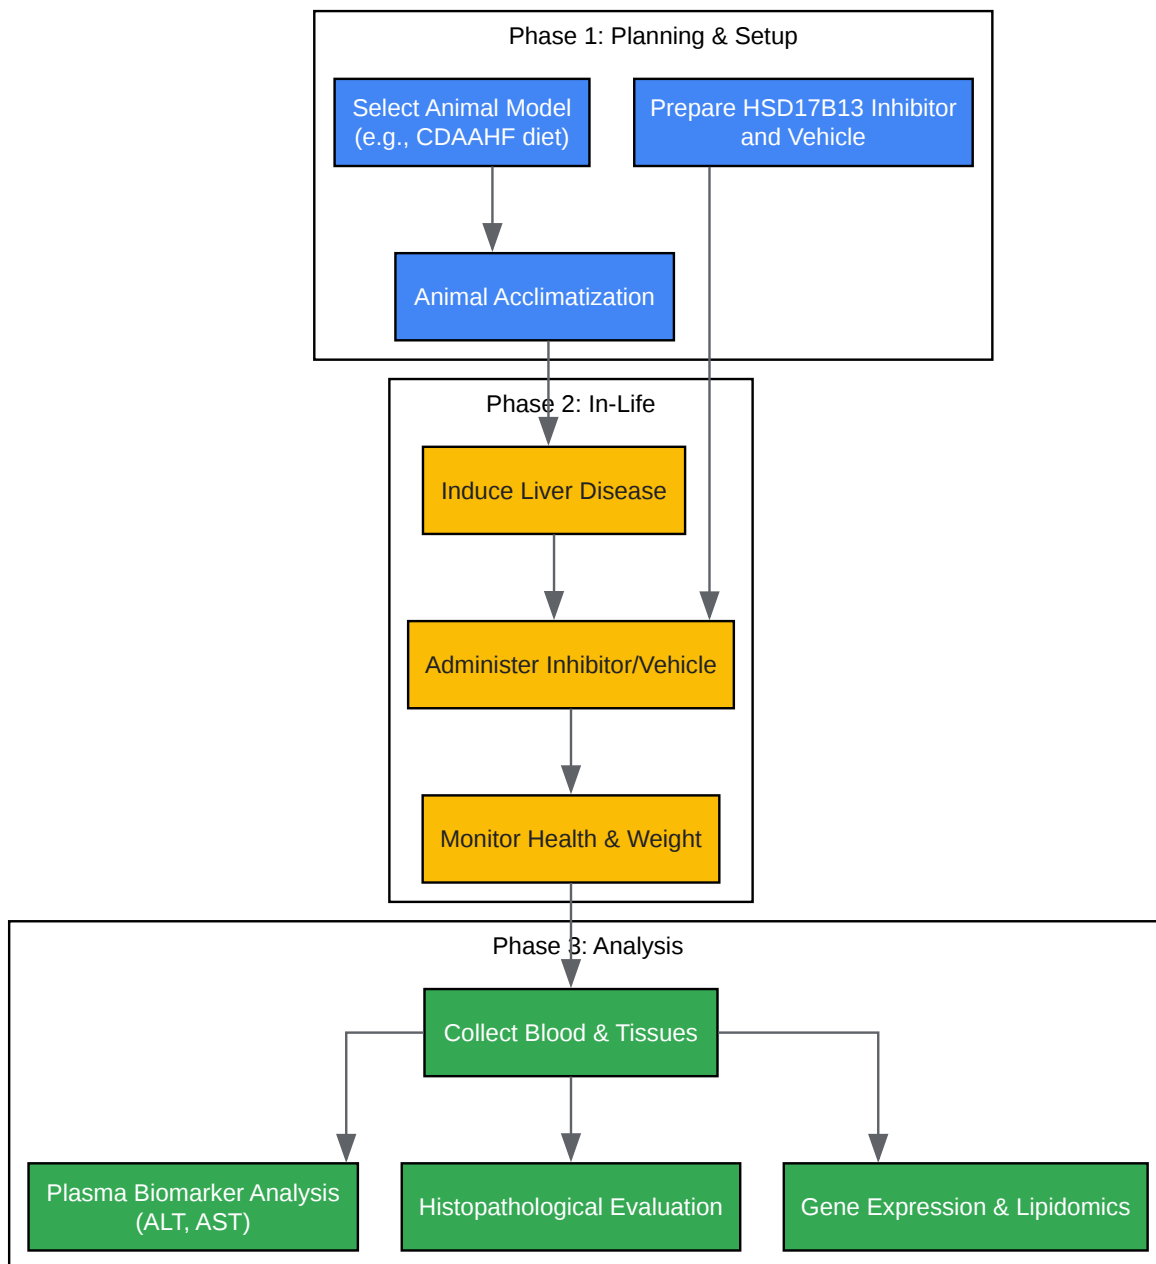 Phase 1: Planning & Setup
Select Animal Model
(e.g., CDAAHF diet)
Prepare HSD17B13 Inhibitor
and Vehicle
Animal Acclimatization
Phase 2: In-Life
Induce Liver Disease
Administer Inhibitor/Vehicle
Monitor Health & Weight
Phase 3: Analysis
Collect Blood & Tissues
Plasma Biomarker Analysis
(ALT, AST)
Histopathological Evaluation
Gene Expression & Lipidomics